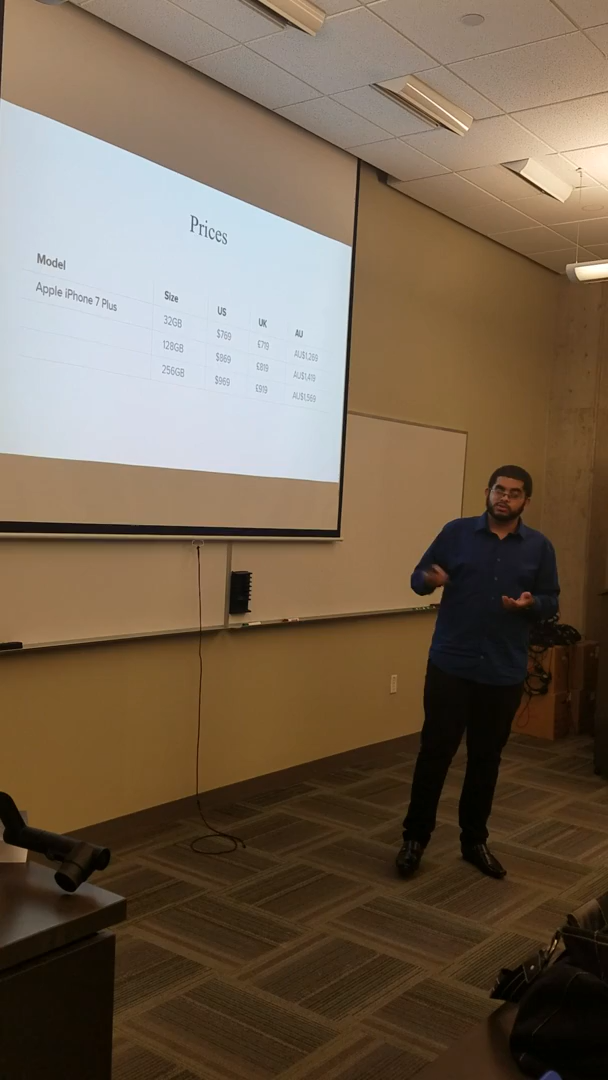 Prices
Model Size US UK AU
Apple iPhone 7 Plus 32GB $769 £719 AU$1,269
128GB $869 £819 AU$1,419
256GB $969 £919 AU$1,569